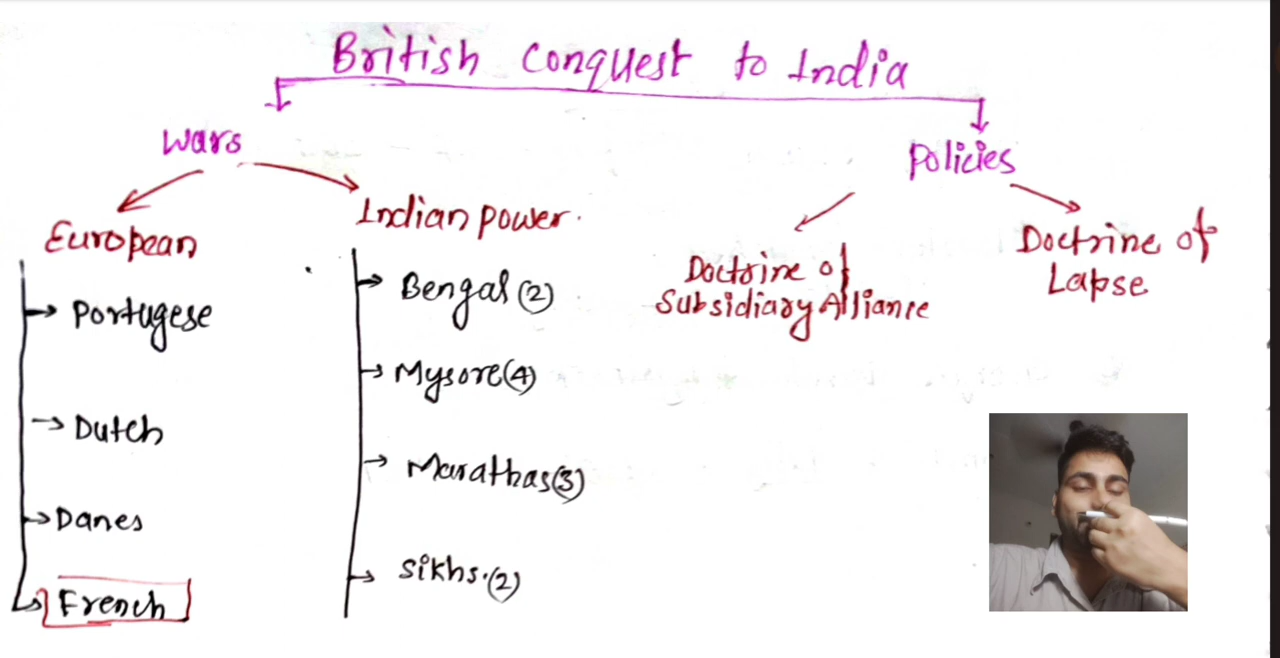 British Conquest to India
Wars
Policies
European
Indian power.
Doctrine of
Subsidiary Alliance
Doctrine of
Lapse
Portugese
Dutch
Danes
French
Bengal (2)
Mysore (4)
Marathas (3)
Sikhs. (2)